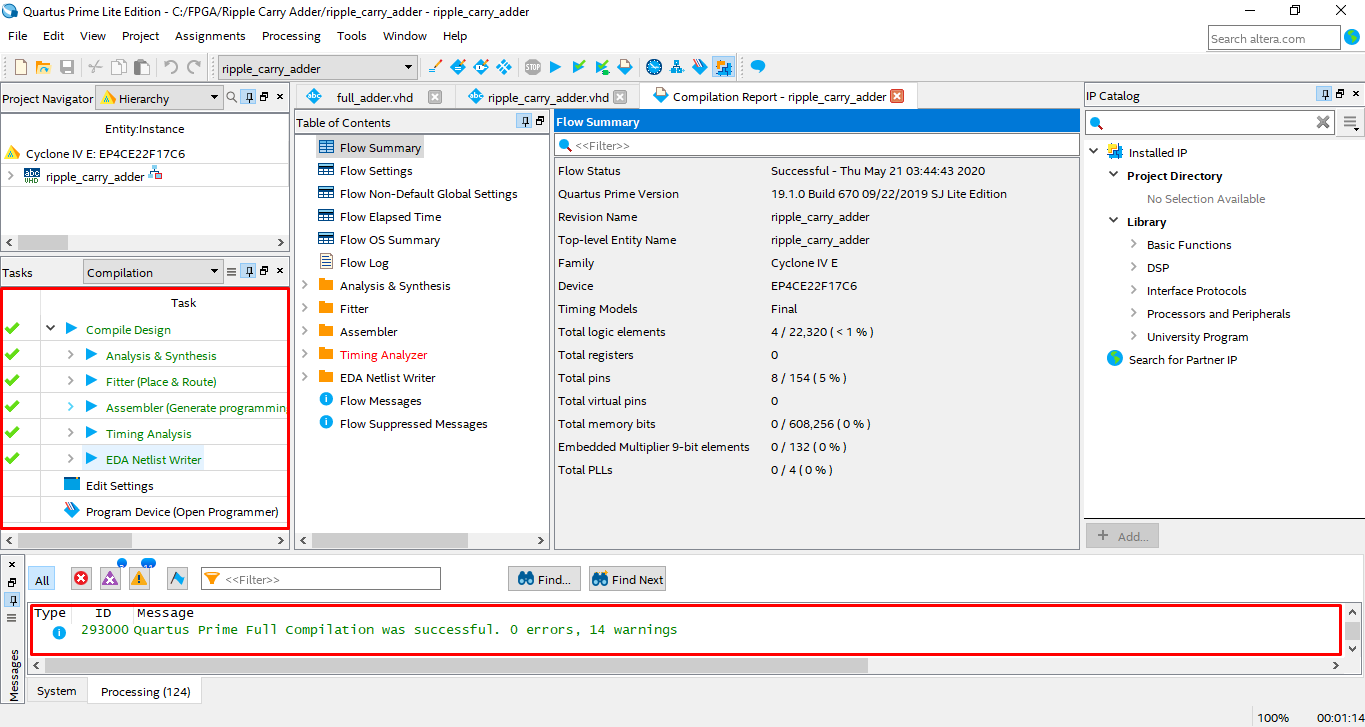 Quartus Prime Lite Edition - C:/FPGA/Ripple Carry Adder/ripple_carry_adder - ripple_carry_adder
File Edit View Project Assignments Processing Tools Window Help
Search altera.com
ripple_carry_adder
STOP
Project Navigator Hierarchy
Entity:Instance
Cyclone IV E: EP4CE22F17C6
abc VHD ripple_carry_adder
Tasks Compilation
Task
Compile Design
Analysis & Synthesis
Fitter (Place & Route)
Assembler (Generate programmin
Timing Analysis
EDA Netlist Writer
Edit Settings
Program Device (Open Programmer)
abc full_adder.vhd abc ripple_carry_adder.vhd Compilation Report - ripple_carry_adder
Table of Contents
Flow Summary
Flow Settings
Flow Non-Default Global Settings
Flow Elapsed Time
Flow OS Summary
Flow Log
Analysis & Synthesis
Fitter
Assembler
Timing Analyzer
EDA Netlist Writer
Flow Messages
Flow Suppressed Messages
Flow Summary
<<Filter>>
Flow Status Successful - Thu May 21 03:44:43 2020
Quartus Prime Version 19.1.0 Build 670 09/22/2019 SJ Lite Edition
Revision Name ripple_carry_adder
Top-level Entity Name ripple_carry_adder
Family Cyclone IV E
Device EP4CE22F17C6
Timing Models Final
Total logic elements 4 / 22,320 ( < 1 % )
Total registers 0
Total pins 8 / 154 ( 5 % )
Total virtual pins 0
Total memory bits 0 / 608,256 ( 0 % )
Embedded Multiplier 9-bit elements 0 / 132 ( 0 % )
Total PLLs 0 / 4 ( 0 % )
IP Catalog
Installed IP
Project Directory
No Selection Available
Library
Basic Functions
DSP
Interface Protocols
Processors and Peripherals
University Program
Search for Partner IP
+ Add...
All <<Filter>> Find... Find Next
Type ID Message
293000 Quartus Prime Full Compilation was successful. 0 errors, 14 warnings
Messages
System Processing (124)
100% 00:01:14